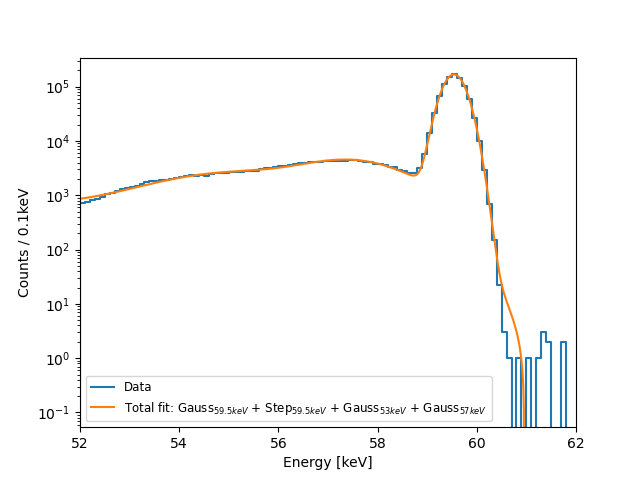 10⁵
10⁴
10³
10²
10¹
10⁰
10⁻¹
Counts / 0.1keV
Data
Total fit: Gauss59.5keV + Step59.5keV + Gauss53keV + Gauss57keV
52 54 56 58 60 62
Energy [keV]